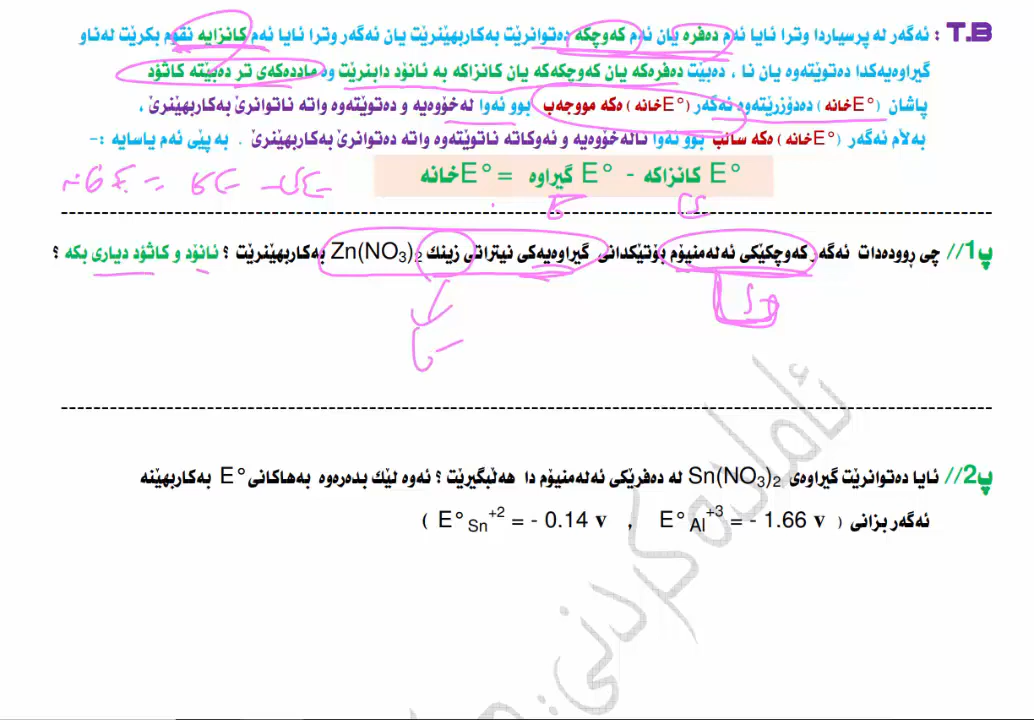 T.B : ئەگەر لە پرسیاردا وترا ئایا ئەم دەفرە یان ئەم کەوچکە دەتوانرێت بەکاربهێنرێت یان ئەگەر وترا ئایا ئەم کانزایە نقوم بکرێت لەناو
گیراوەیەکدا دەتوێتەوە یان نا ، دەبێت دەفرەکە یان کەوچکەکە یان کانزاکە بە ئانۆد دابنرێت وە ماددەکەی تر دەبێتە کاثۆد
پاشان (E°خانە) دەدۆزرێتەوە ئەگەر (E°خانە) ەکە مووجەب بوو ئەوا لەخۆوەیە و دەتوێتەوە واتە ناتوانرێ بەکاربهێنرێ ،
بەڵام ئەگەر (E°خانە) ەکە سالب بوو ئەوا نالەخۆوەیە و ئەوکاتە ناتوێتەوە واتە دەتوانرێ بەکاربهێنرێ . بەپێی ئەم یاسایە :-
E° کانزاکە - E° گیراوە = E°خانە
پ1// چی ڕوودەدات ئەگەر کەوچکێکی ئەلەمنیۆم بۆتێکدانی گیراوەیەکی نیتراتی زینك Zn(NO3)2 بەکاربهێنرێت ؟ ئانۆد و کاثۆد دیاری بکە ؟
پ2// ئایا دەتوانرێت گیراوەی Sn(NO3)2 لە دەفرێکی ئەلەمنیۆم دا هەڵبگیرێت ؟ ئەوە لێك بدەرەوە بەهاکانی E° بەکاربهێنە
ئەگەر بزانی ( E°Al+3 = - 1.66 v , E°Sn+2 = - 0.14 v )